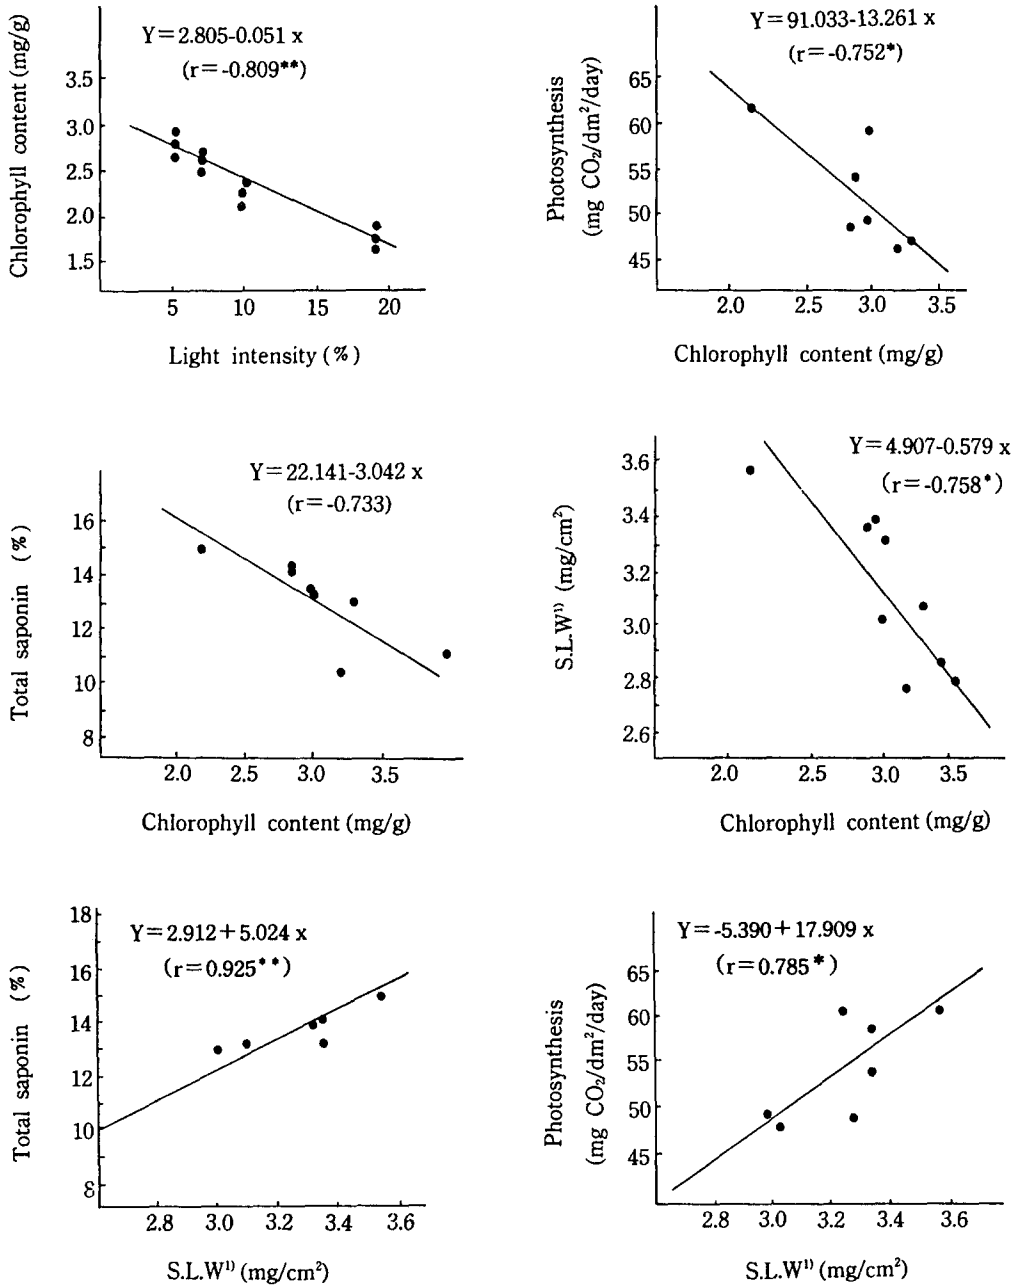 Y=2.805-0.051 x
(r=-0.809**)
Chlorophyll content (mg/g)
3.5
3.0
2.5
2.0
1.5
5 10 15 20
Light intensity (%)
Y=91.033-13.261 x
(r=-0.752*)
Photosynthesis
(mg CO₂/dm²/day)
65
60
55
50
45
2.0 2.5 3.0 3.5
Chlorophyll content (mg/g)
Y=22.141-3.042 x
(r=-0.733)
Total saponin (%)
16
14
12
10
8
2.0 2.5 3.0 3.5
Chlorophyll content (mg/g)
Y=4.907-0.579 x
(r=-0.758*)
S.L.W¹⁾ (mg/cm²)
3.6
3.4
3.2
3.0
2.8
2.6
2.0 2.5 3.0 3.5
Chlorophyll content (mg/g)
Y=2.912+5.024 x
(r=0.925**)
Total saponin (%)
18
16
14
12
10
8
2.8 3.0 3.2 3.4 3.6
S.L.W¹⁾ (mg/cm²)
Y=-5.390+17.909 x
(r=0.785*)
Photosynthesis
(mg CO₂/dm²/day)
65
60
55
50
45
2.8 3.0 3.2 3.4 3.6
S.L.W¹⁾ (mg/cm²)